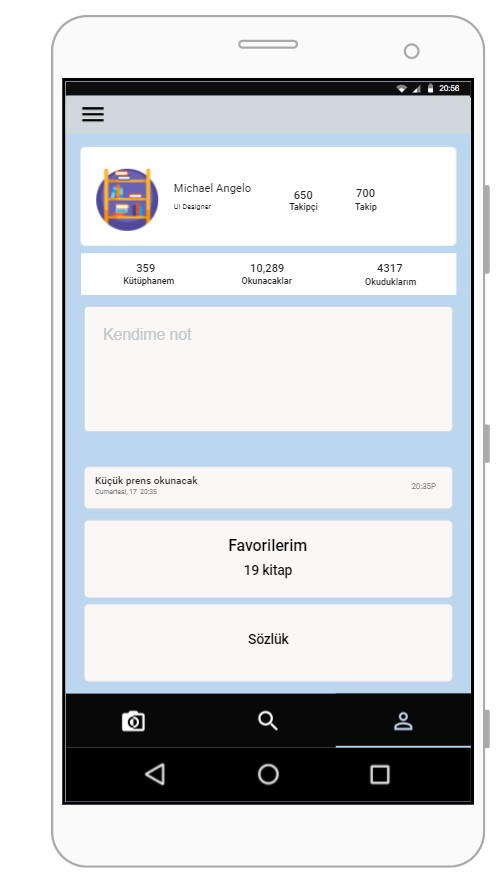 20:56
Michael Angelo
UI Designer
650
Takipçi
700
Takip
359
Kütüphanem
10,289
Okunacaklar
4317
Okuduklarım
Kendime not
Küçük prens okunacak
Cumartesi, 17 20:35
20:35P
Favorilerim
19 kitap
Sözlük